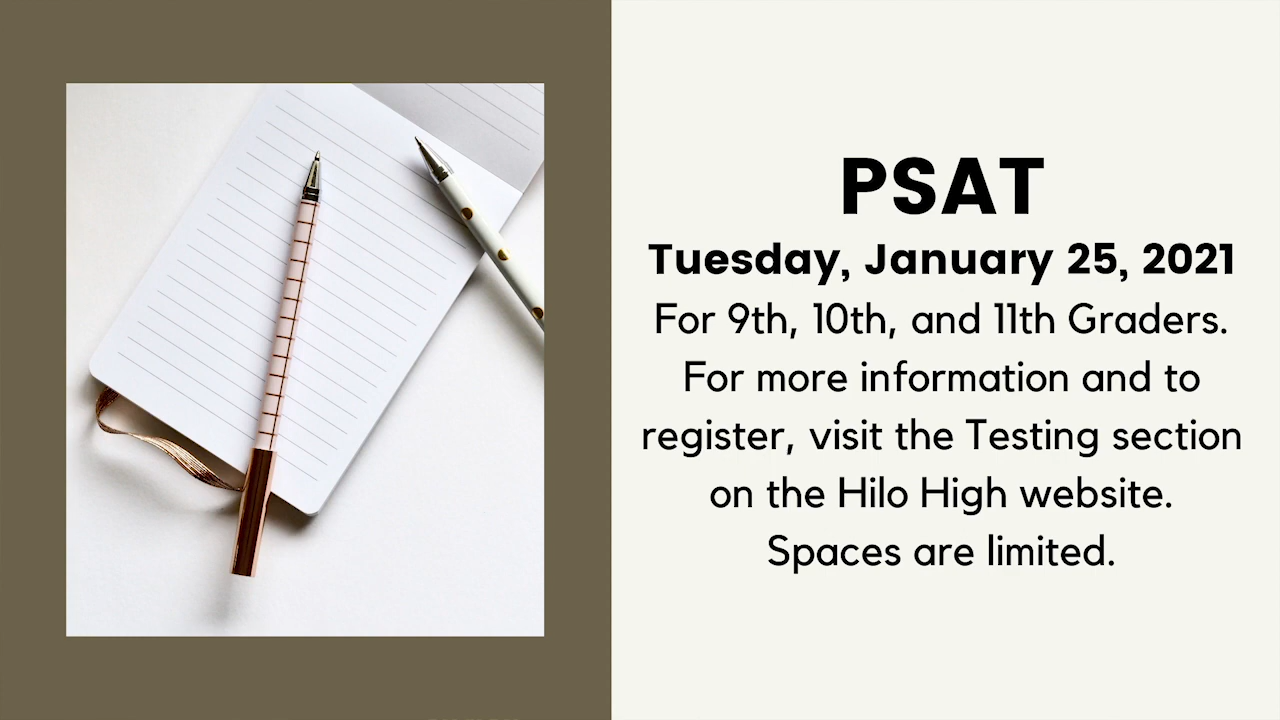 PSAT
Tuesday, January 25, 2021
For 9th, 10th, and 11th Graders.
For more information and to
register, visit the Testing section
on the Hilo High website.
Spaces are limited.